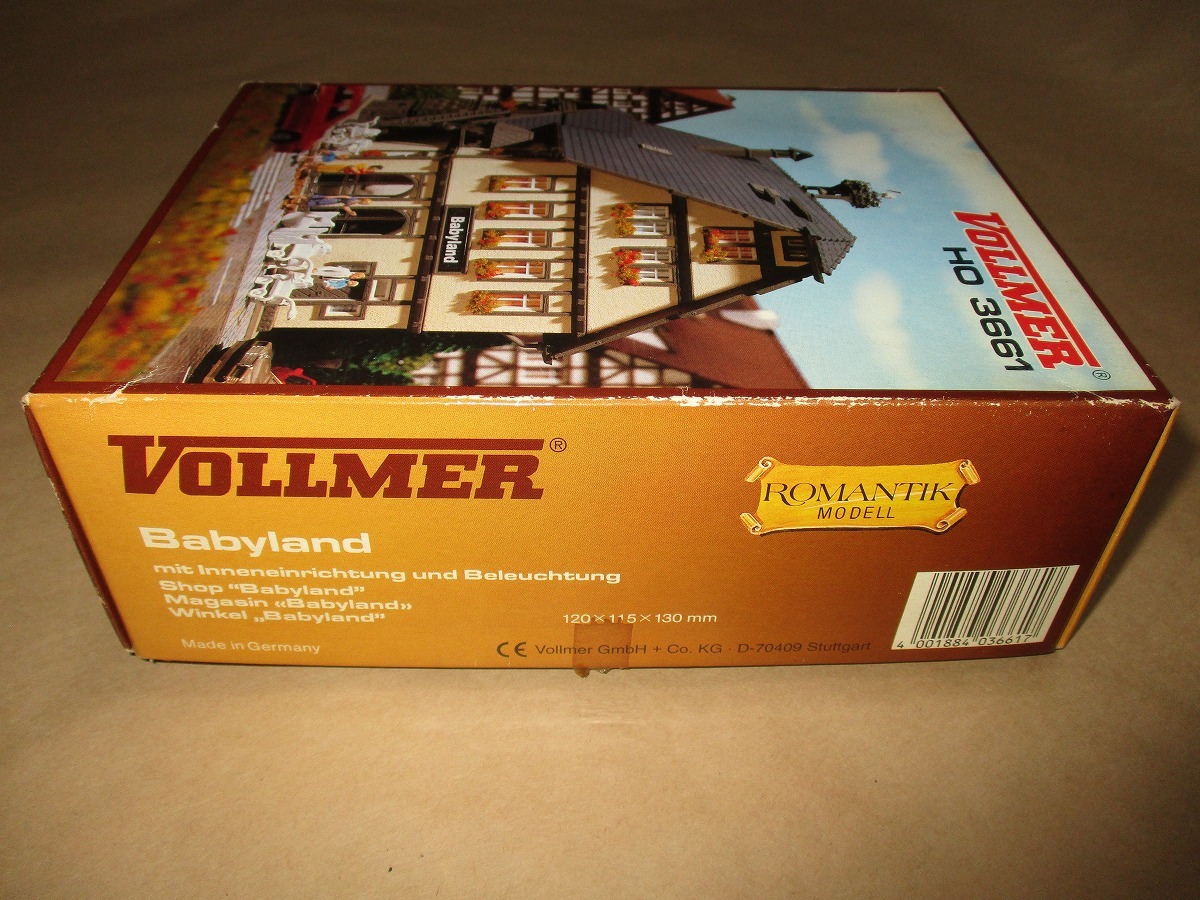 VOLLMER®
HO 3661
Babyland
VOLLMER®
ROMANTIK
MODELL
Babyland
mit Inneneinrichtung und Beleuchtung
Shop “Babyland”
Magasin «Babyland»
Winkel „Babyland”
120×115×130 mm
Made in Germany
CE Vollmer GmbH + Co. KG · D-70409 Stuttgart
4 001884 036617